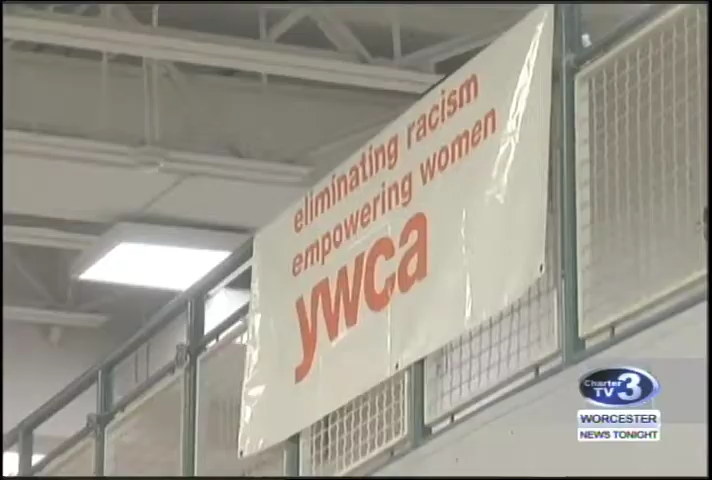 eliminating racism
empowering women
ywca
Charter
TV 3
WORCESTER
NEWS TONIGHT